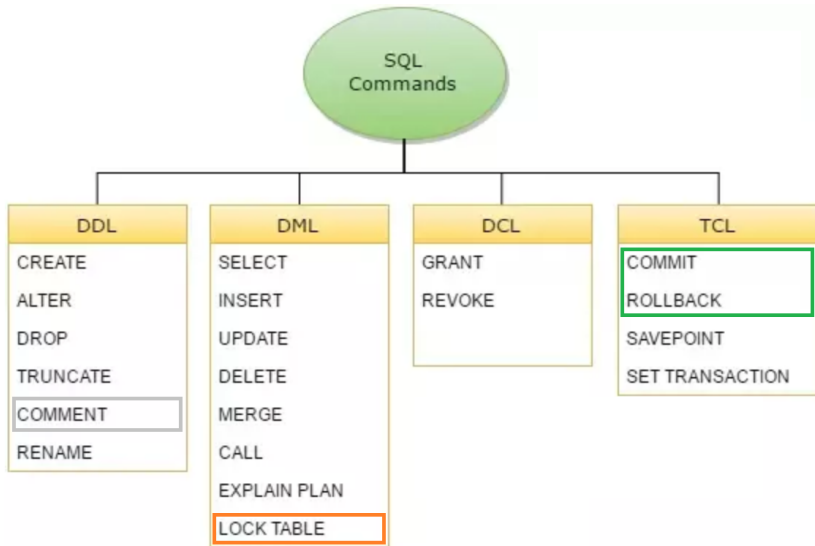 SQL
Commands
DDL
CREATE
ALTER
DROP
TRUNCATE
COMMENT
RENAME
DML
SELECT
INSERT
UPDATE
DELETE
MERGE
CALL
EXPLAIN PLAN
LOCK TABLE
DCL
GRANT
REVOKE
TCL
COMMIT
ROLLBACK
SAVEPOINT
SET TRANSACTION